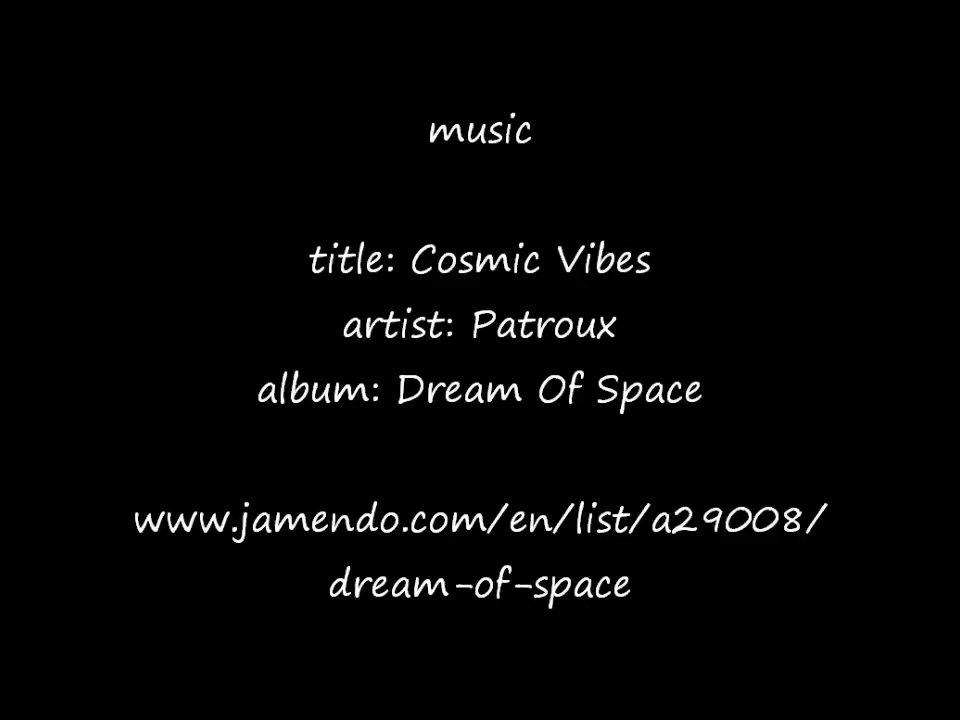 music
title: Cosmic Vibes
artist: Patroux
album: Dream Of Space
www.jamendo.com/en/list/a29008/
dream-of-space